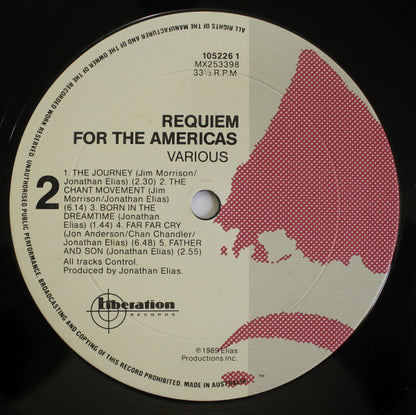 105226 1
MX253398
33⅓ R.P.M
REQUIEM
FOR THE AMERICAS
VARIOUS
2
1. THE JOURNEY (Jim Morrison/
Jonathan Elias) (2.30) 2. THE
CHANT MOVEMENT (Jim
Morrison/Jonathan Elias)
(6.14) 3. BORN IN THE
DREAMTIME (Jonathan
Elias) (1.44) 4. FAR FAR CRY
(Jon Anderson/Chan Chandler/
Jonathan Elias) (6.48) 5. FATHER
AND SON (Jonathan Elias) (2.55)
All tracks Control.
Produced by Jonathan Elias.
Liberation
RECORDS
℗ 1989 Elias
Productions Inc.
ALL RIGHTS OF THE MANUFACTURER AND OF THE OWNER OF THE RECORDED WORK RESERVED. UNAUTHORISED PUBLIC PERFORMANCE, BROADCASTING AND COPYING OF THIS RECORD PROHIBITED. MADE IN AUSTRALIA
™